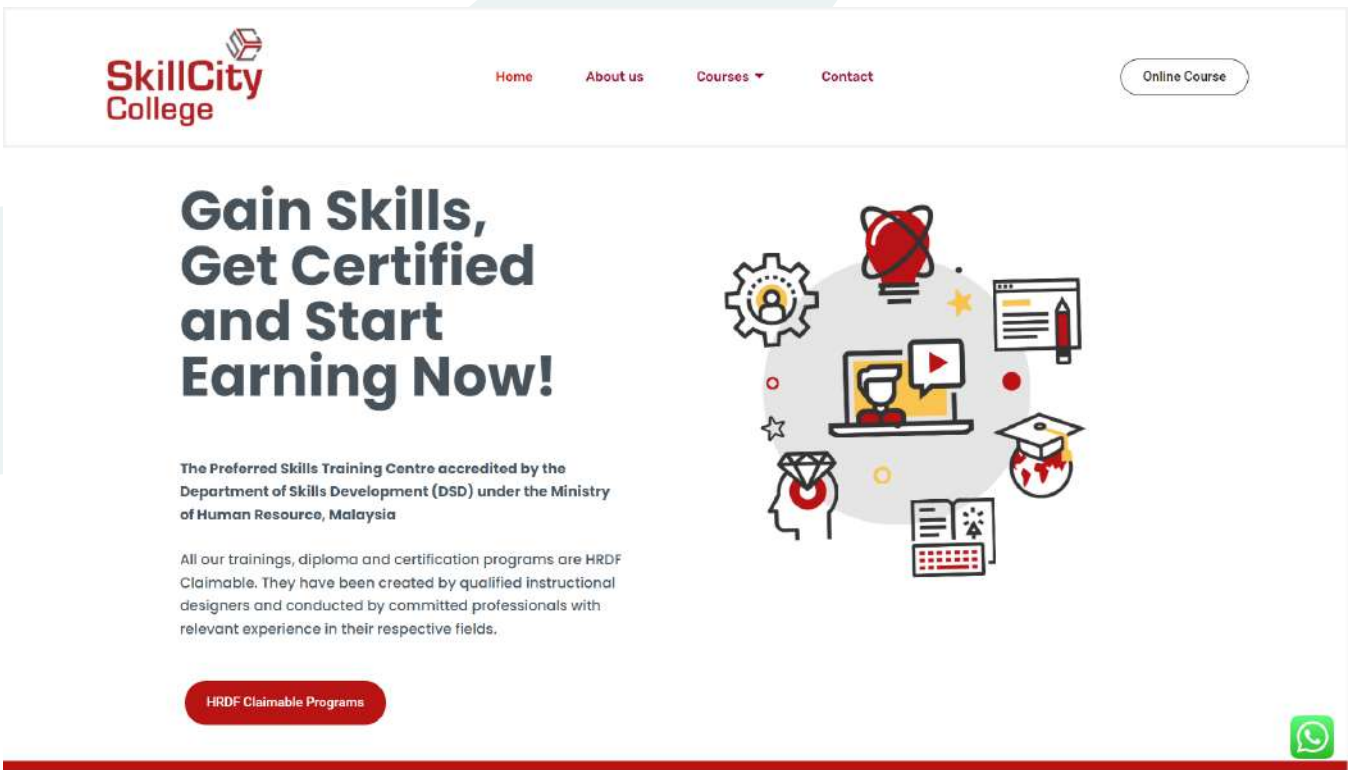 SkillCity
College
Home
About us
Courses
Contact
Online Course
Gain Skills,
Get Certified
and Start
Earning Now!
The Preferred Skills Training Centre accredited by the
Department of Skills Development (DSD) under the Ministry
of Human Resource, Malaysia
All our trainings, diploma and certification programs are HRDF
Claimable. They have been created by qualified instructional
designers and conducted by committed professionals with
relevant experience in their respective fields.
HRDF Claimable Programs